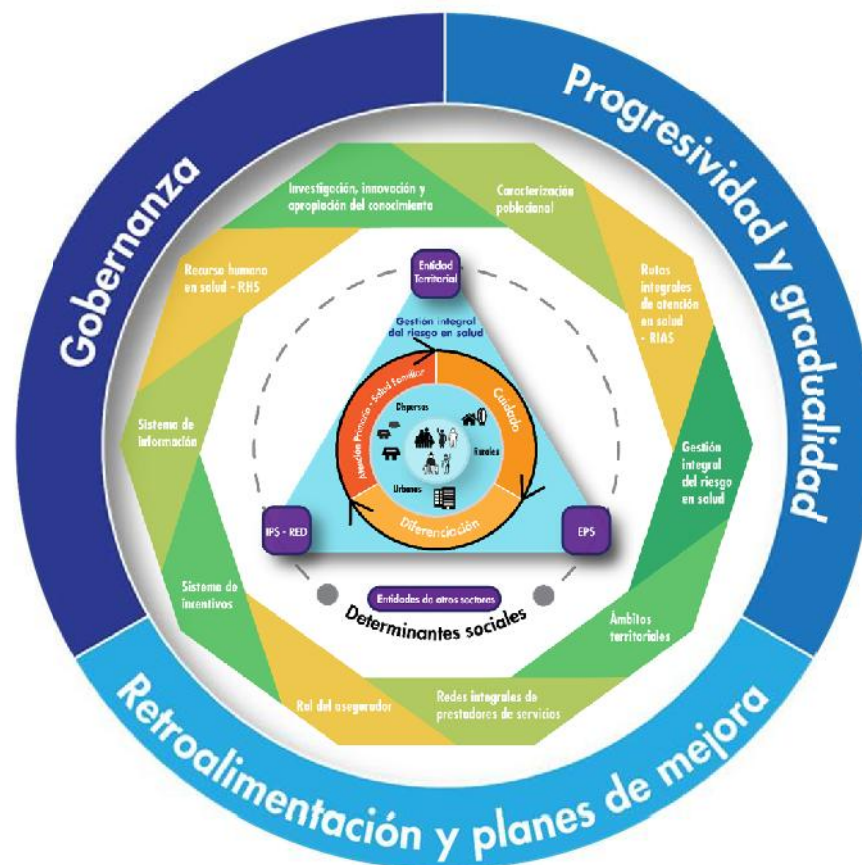 Gobernanza
Progresividad y gradualidad
Retroalimentación y planes de mejora
Investigación, innovación y
apropiación del conocimiento
Caracterización
poblacional
Rutas
integrales
de atención
en salud
- RIAS
Gestión
integral
del riesgo
en salud
Ámbitos
territoriales
Redes integrales de
prestadores de servicios
Rol del asegurador
Sistema de
incentivos
Sistema de
información
Recurso humano
en salud - RHS
Entidad
Territorial
Gestión integral
del riesgo en salud
Atención Primaria - Salud Familiar
Cuidado
Diferenciación
Dispersos
Rurales
Urbanos
IPS - RED
EPS
Entidades de otros sectores
Determinantes sociales